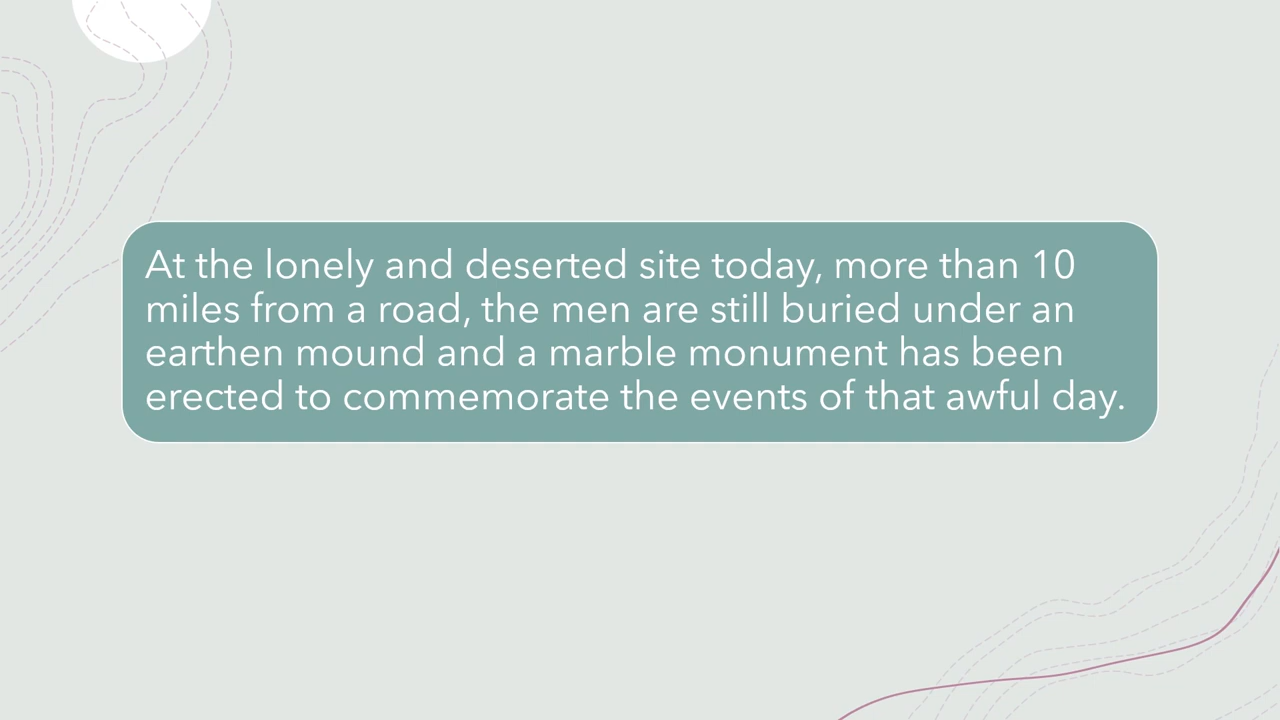 At the lonely and deserted site today, more than 10
miles from a road, the men are still buried under an
earthen mound and a marble monument has been
erected to commemorate the events of that awful day.